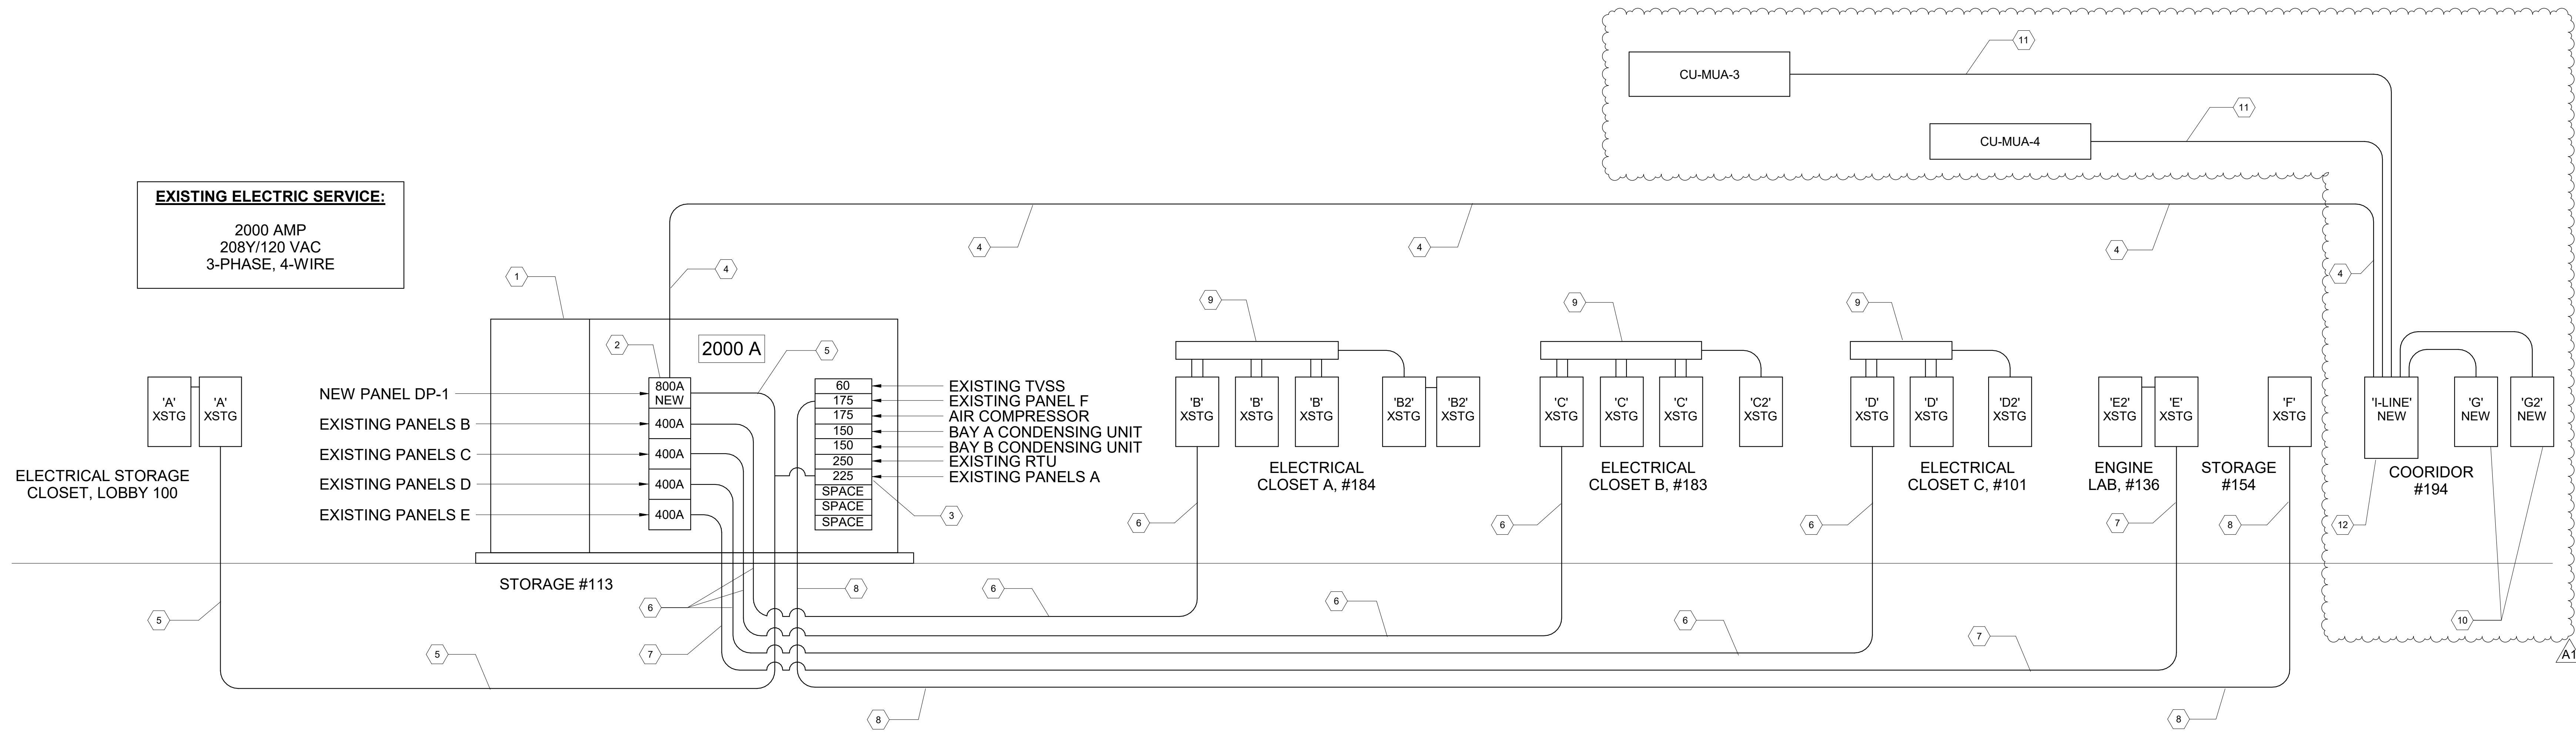 11
CU-MUA-3
11
CU-MUA-4
EXISTING ELECTRIC SERVICE:
2000 AMP
208Y/120 VAC
3-PHASE, 4-WIRE
4
4
4
4
4
1
2
2000 A
5
9
9
9
'A'
XSTG
'A'
XSTG
ELECTRICAL STORAGE
CLOSET, LOBBY 100
NEW PANEL DP-1
EXISTING PANELS B
EXISTING PANELS C
EXISTING PANELS D
EXISTING PANELS E
800A
NEW
400A
400A
400A
400A
60
175
175
150
150
250
225
SPACE
SPACE
SPACE
EXISTING TVSS
EXISTING PANEL F
AIR COMPRESSOR
BAY A CONDENSING UNIT
BAY B CONDENSING UNIT
EXISTING RTU
EXISTING PANELS A
3
'B'
XSTG
'B'
XSTG
'B'
XSTG
'B2'
XSTG
'B2'
XSTG
ELECTRICAL
CLOSET A, #184
'C'
XSTG
'C'
XSTG
'C'
XSTG
'C2'
XSTG
ELECTRICAL
CLOSET B, #183
'D'
XSTG
'D'
XSTG
'D2'
XSTG
ELECTRICAL
CLOSET C, #101
'E2'
XSTG
'E'
XSTG
ENGINE
LAB, #136
'F'
XSTG
STORAGE
#154
'I-LINE'
NEW
'G'
NEW
'G2'
NEW
COORIDOR
#194
6
6
6
7
8
12
STORAGE #113
5
6
8
6
6
6
7
10
5
7
A1
8
8